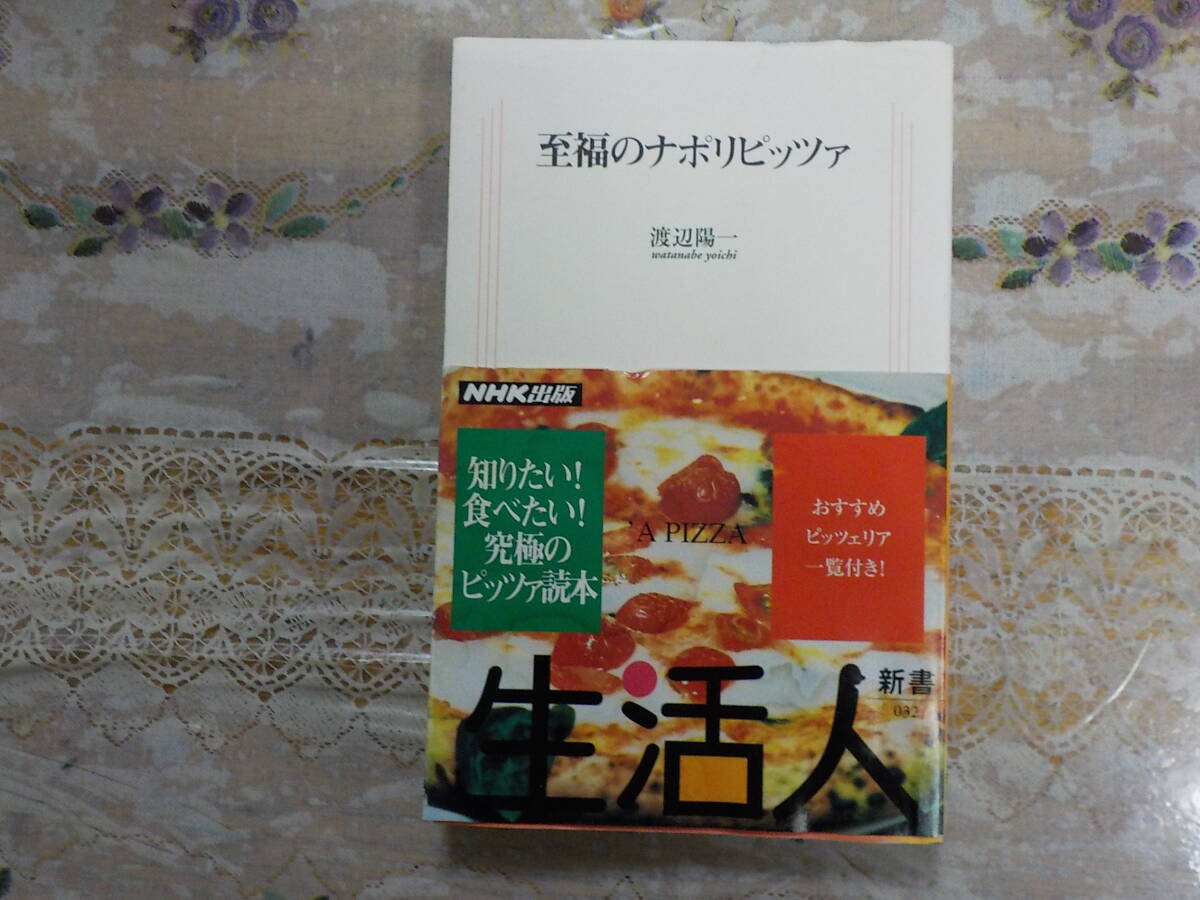 至福のナポリピッツァ
渡辺陽一
watanabe yoichi
NHK出版
知りたい!
食べたい!
究極の
ピッツァ読本
'A PIZZA
おすすめ
ピッツェリア
一覧付き!
生活人
新書
032